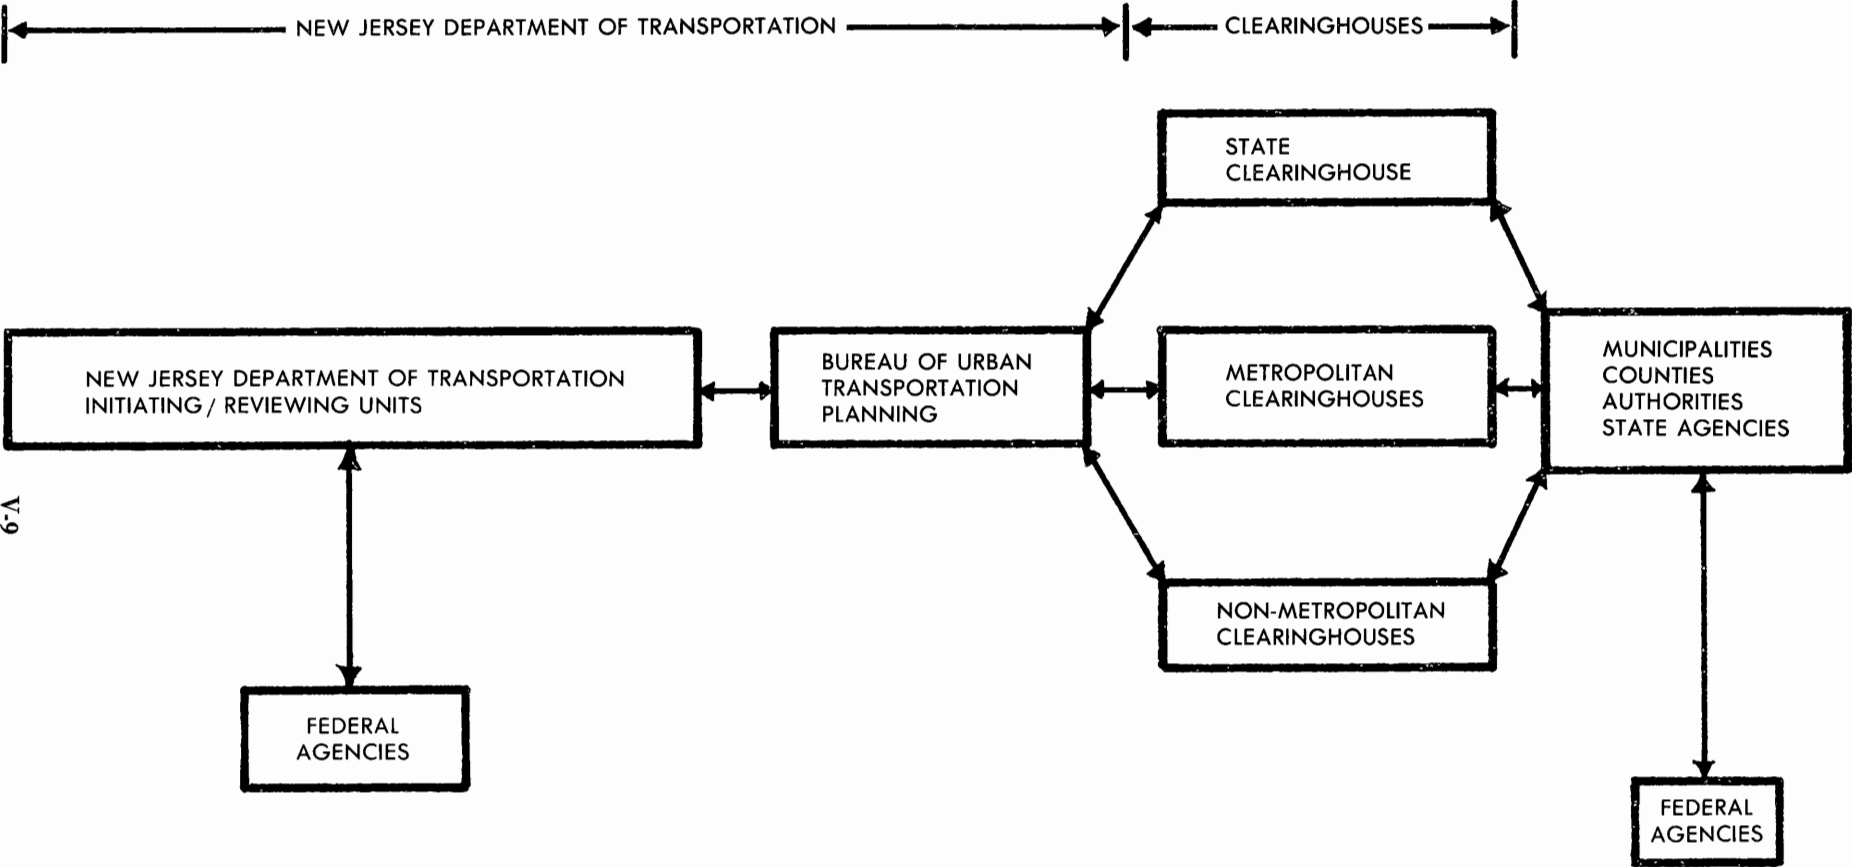 NEW JERSEY DEPARTMENT OF TRANSPORTATION
CLEARINGHOUSES
STATE
CLEARINGHOUSE
NEW JERSEY DEPARTMENT OF TRANSPORTATION
INITIATING / REVIEWING UNITS
BUREAU OF URBAN
TRANSPORTATION
PLANNING
METROPOLITAN
CLEARINGHOUSES
MUNICIPALITIES
COUNTIES
AUTHORITIES
STATE AGENCIES
NON-METROPOLITAN
CLEARINGHOUSES
FEDERAL
AGENCIES
FEDERAL
AGENCIES
V-9